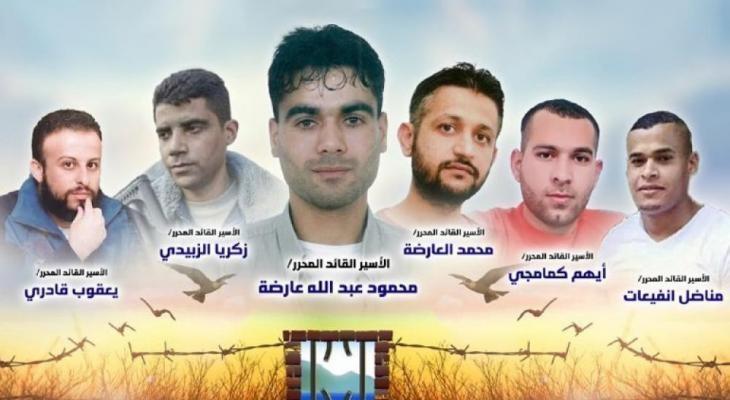 الأسير القائد المحرر/
محمود عبد الله عارضة
الأسير القائد المحرر/
محمد العارضة
الأسير القائد المحرر/
أيهم كمامجي
الأسير القائد المحرر/
مناضل انفيعات
الأسير القائد المحرر/
زكريا الزبيدي
الأسير القائد المحرر/
يعقوب قادري